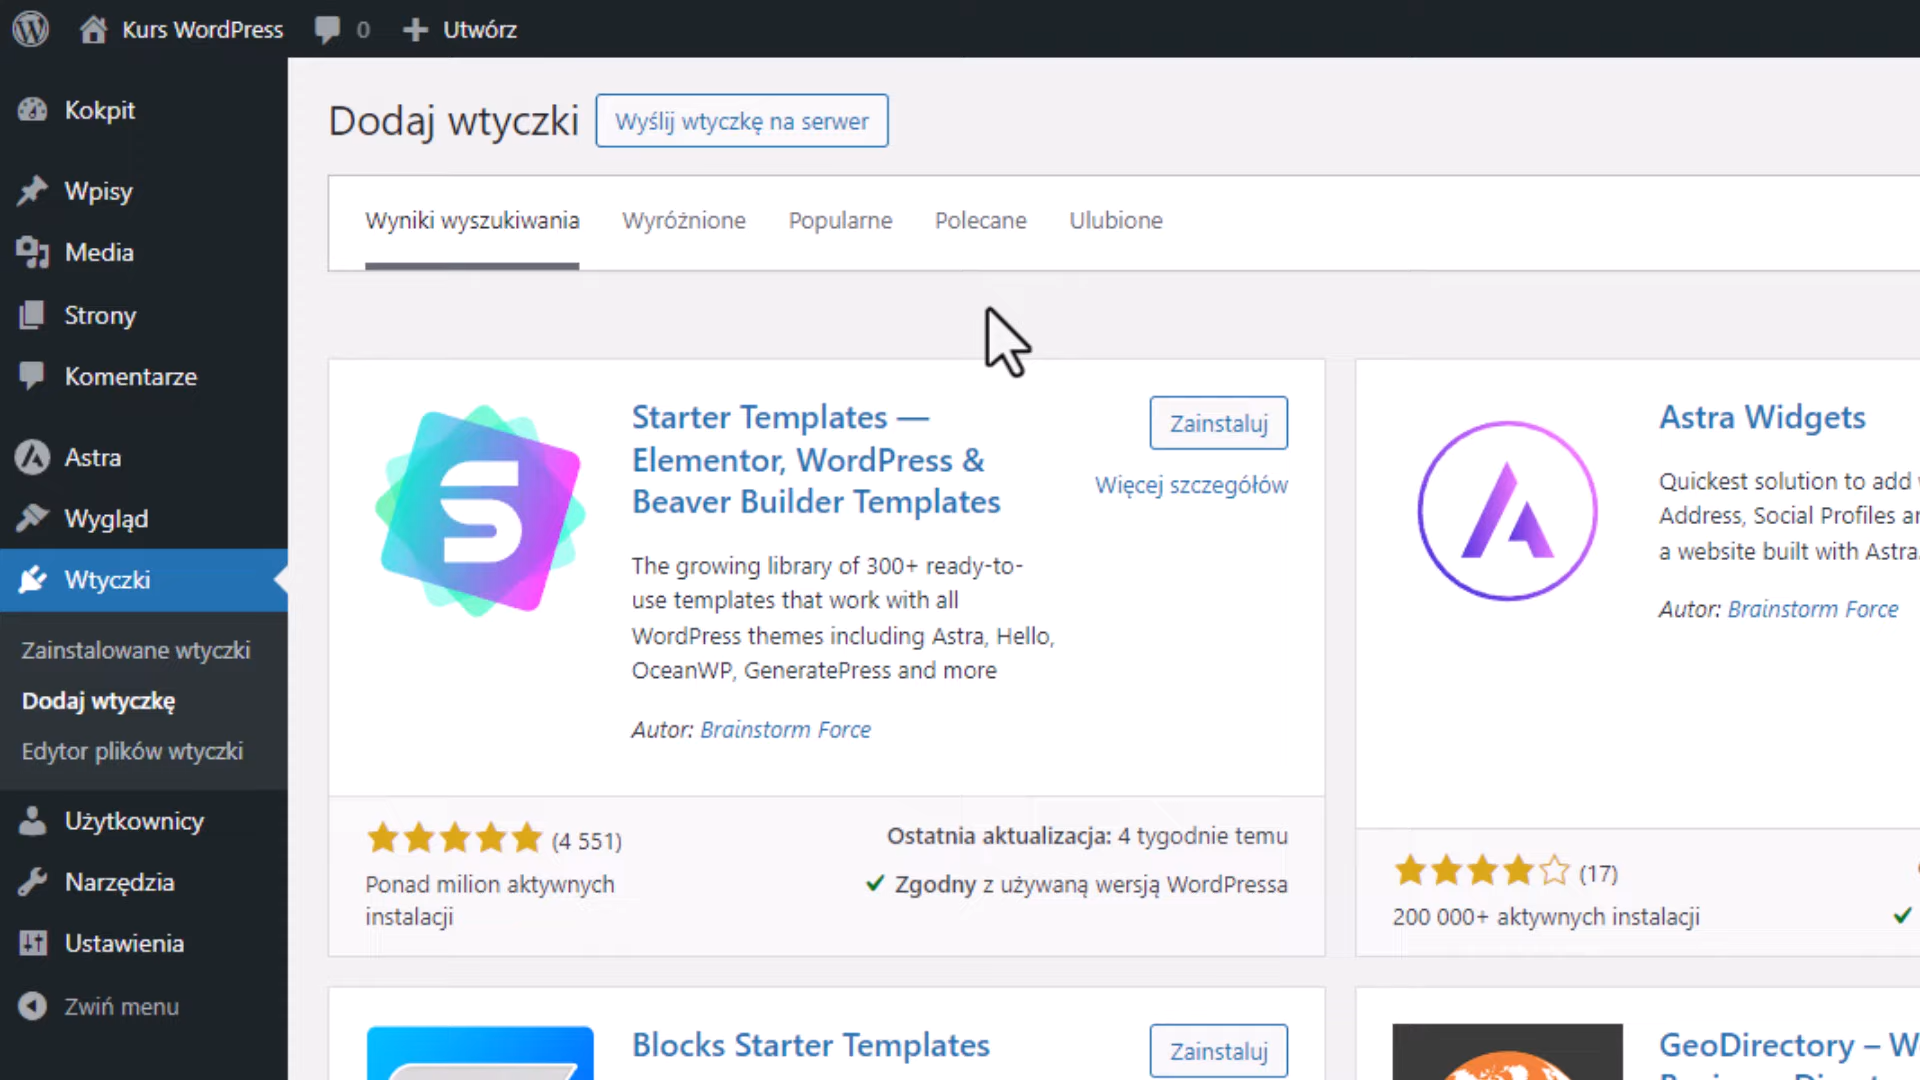 Kurs WordPress 0 Utwórz
Kokpit
Wpisy
Media
Strony
Komentarze
Astra
Wygląd
Wtyczki
Zainstalowane wtyczki
Dodaj wtyczkę
Edytor plików wtyczki
Użytkownicy
Narzędzia
Ustawienia
Zwiń menu
Dodaj wtyczki Wyślij wtyczkę na serwer
Wyniki wyszukiwania Wyróżnione Popularne Polecane Ulubione
Starter Templates —
Elementor, WordPress &
Beaver Builder Templates
Zainstaluj
Więcej szczegółów
The growing library of 300+ ready-to-
use templates that work with all
WordPress themes including Astra, Hello,
OceanWP, GeneratePress and more
Autor: Brainstorm Force
(4 551)
Ponad milion aktywnych
instalacji
Ostatnia aktualizacja: 4 tygodnie temu
Zgodny z używaną wersją WordPressa
Astra Widgets
Quickest solution to add
Address, Social Profiles
a website built with Astra
Autor: Brainstorm Force
(17)
200 000+ aktywnych instalacji
Blocks Starter Templates
Zainstaluj
GeoDirectory –